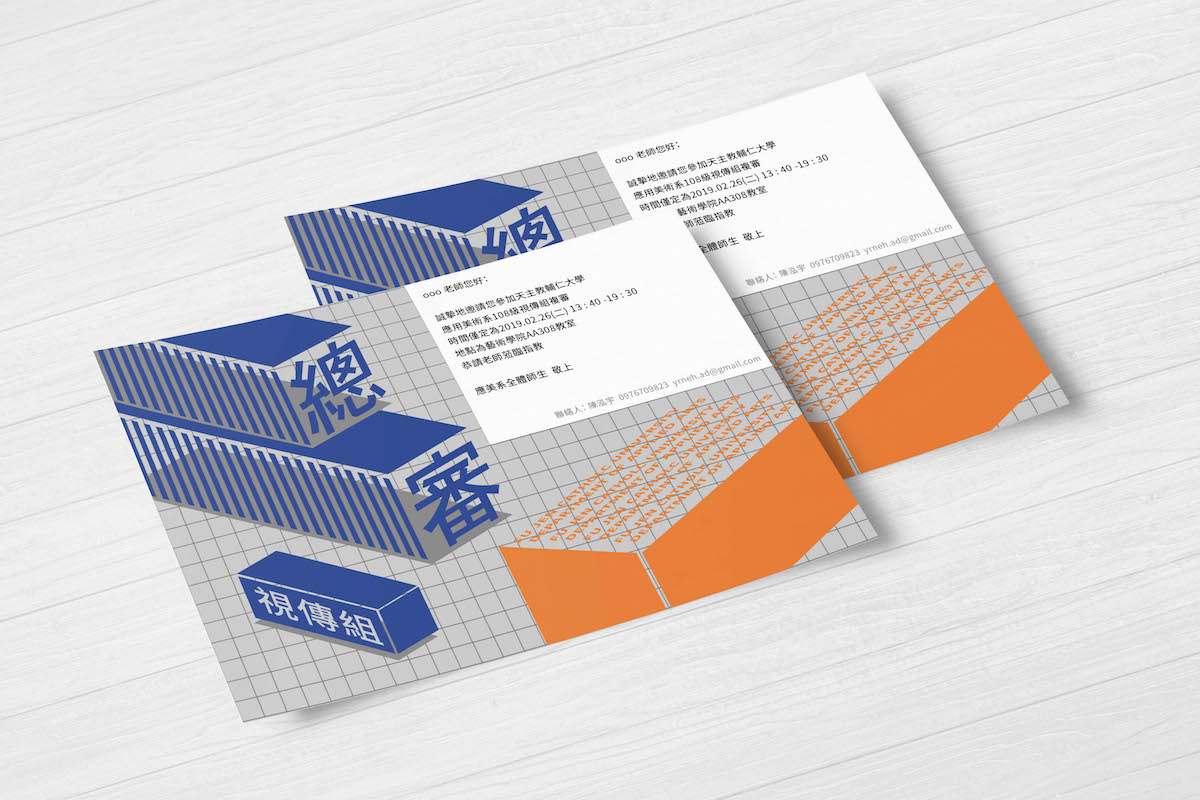 總
審
視傳組
ooo 老師您好：
誠摯地邀請您參加天主教輔仁大學
應用美術系108級視傳組複審
時間僅定為2019.02.26(二) 13：40 -19：30
地點為藝術學院AA308教室
恭請老師蒞臨指教
應美系全體師生 敬上
聯絡人：陳泓宇 0976709823 yrneh.ad@gmail.com
總
ooo 老師您好：
誠摯地邀請您參加天主教輔仁大學
應用美術系108級視傳組複審
時間僅定為2019.02.26(二) 13：40 -19：30
藝術學院AA308教室
師蒞臨指教
全體師生 敬上
聯絡人：陳泓宇 0976709823 yrneh.ad@gmail.com